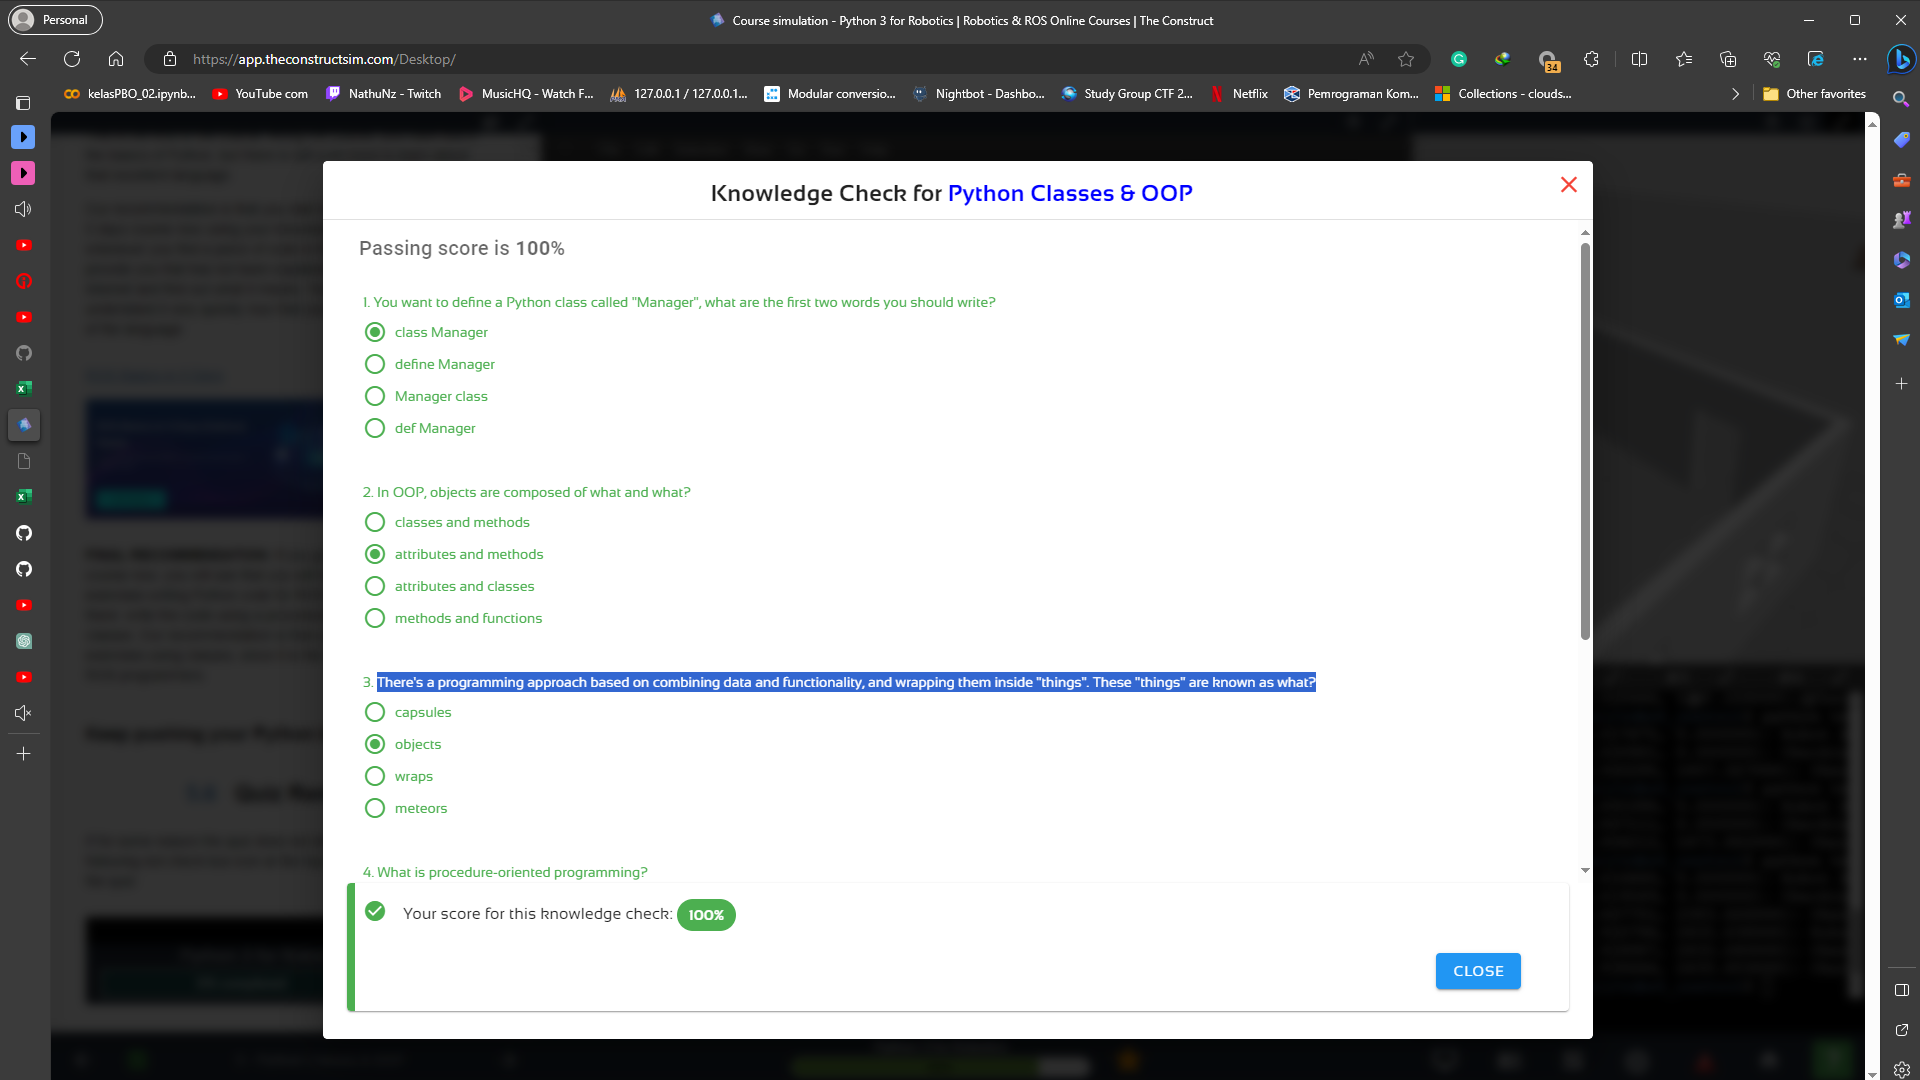 Personal
Course simulation - Python 3 for Robotics | Robotics & ROS Online Courses | The Construct
https://app.theconstructsim.com/Desktop/
34
kelasPBO_02.ipynb...
YouTube com
NathuNz - Twitch
MusicHQ - Watch F...
127.0.0.1 / 127.0.0.1...
Modular conversio...
Nightbot - Dashbo...
Study Group CTF 2...
Netflix
Pemrograman Kom...
Collections - clouds...
Other favorites
Knowledge Check for Python Classes & OOP
Passing score is 100%
1. You want to define a Python class called "Manager", what are the first two words you should write?
class Manager
define Manager
Manager class
def Manager
2. In OOP, objects are composed of what and what?
classes and methods
attributes and methods
attributes and classes
methods and functions
3. There's a programming approach based on combining data and functionality, and wrapping them inside "things". These "things" are known as what?
capsules
objects
wraps
meteors
4. What is procedure-oriented programming?
Your score for this knowledge check: 100%
CLOSE